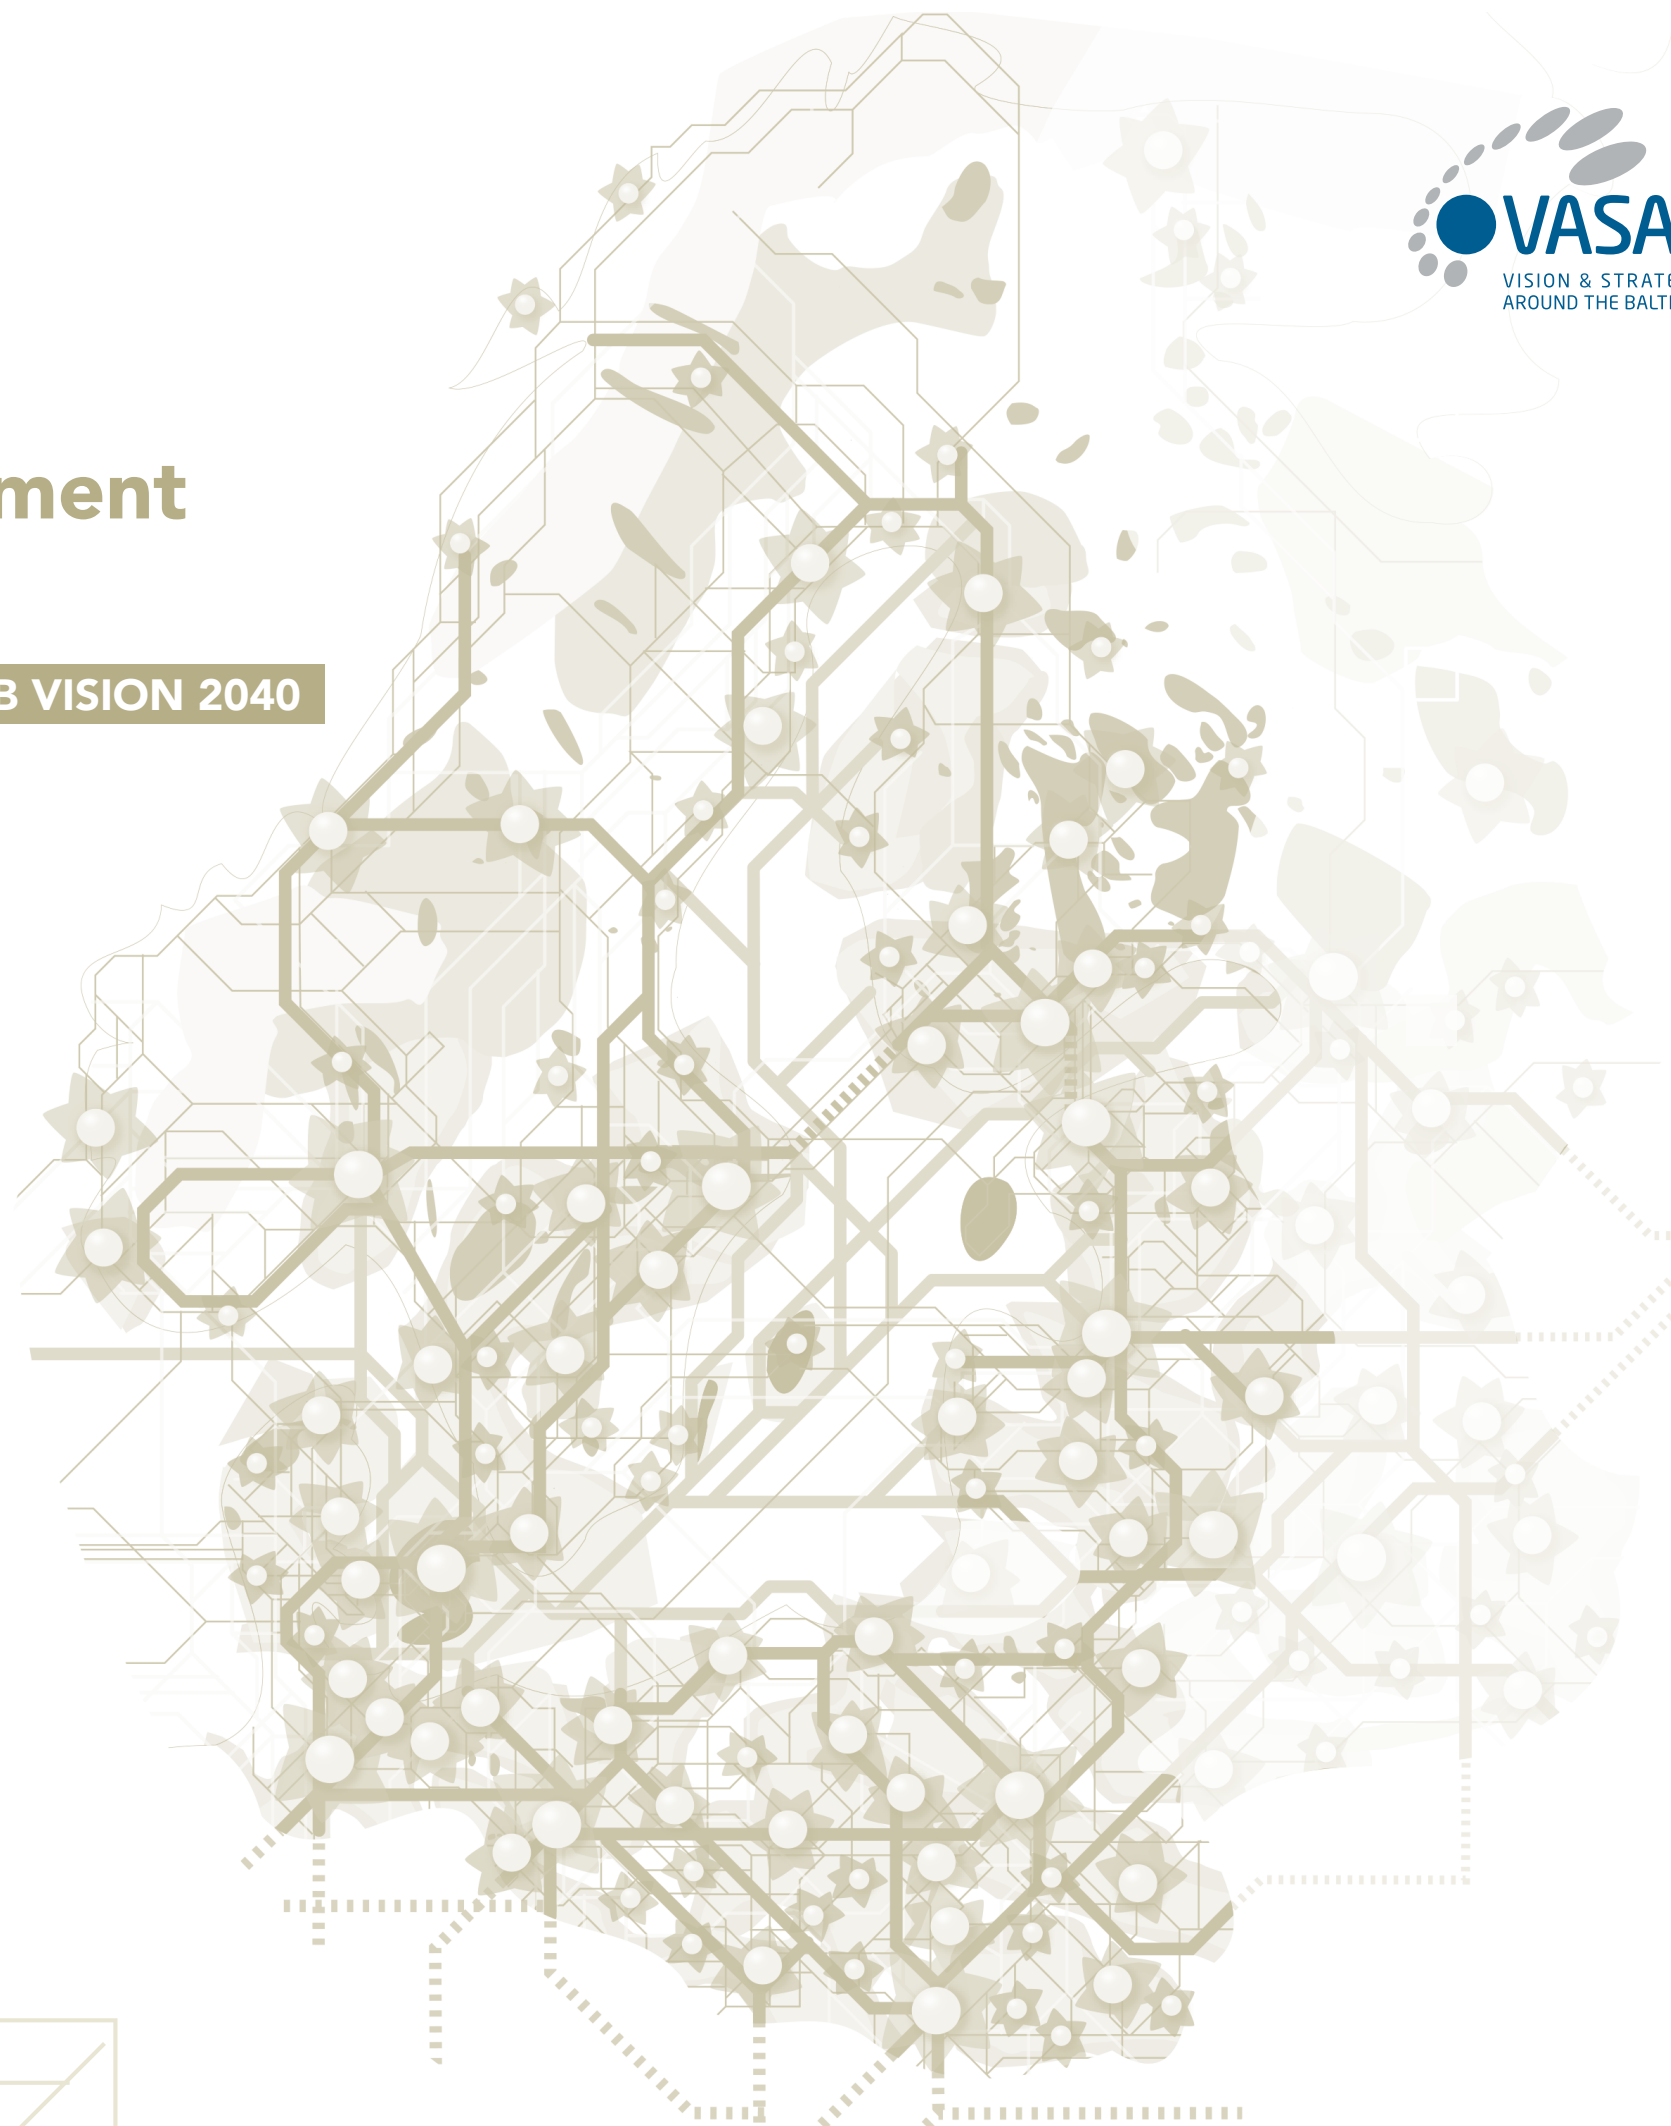 VASA
VISION & STRATE
AROUND THE BALTI
ment
B VISION 2040